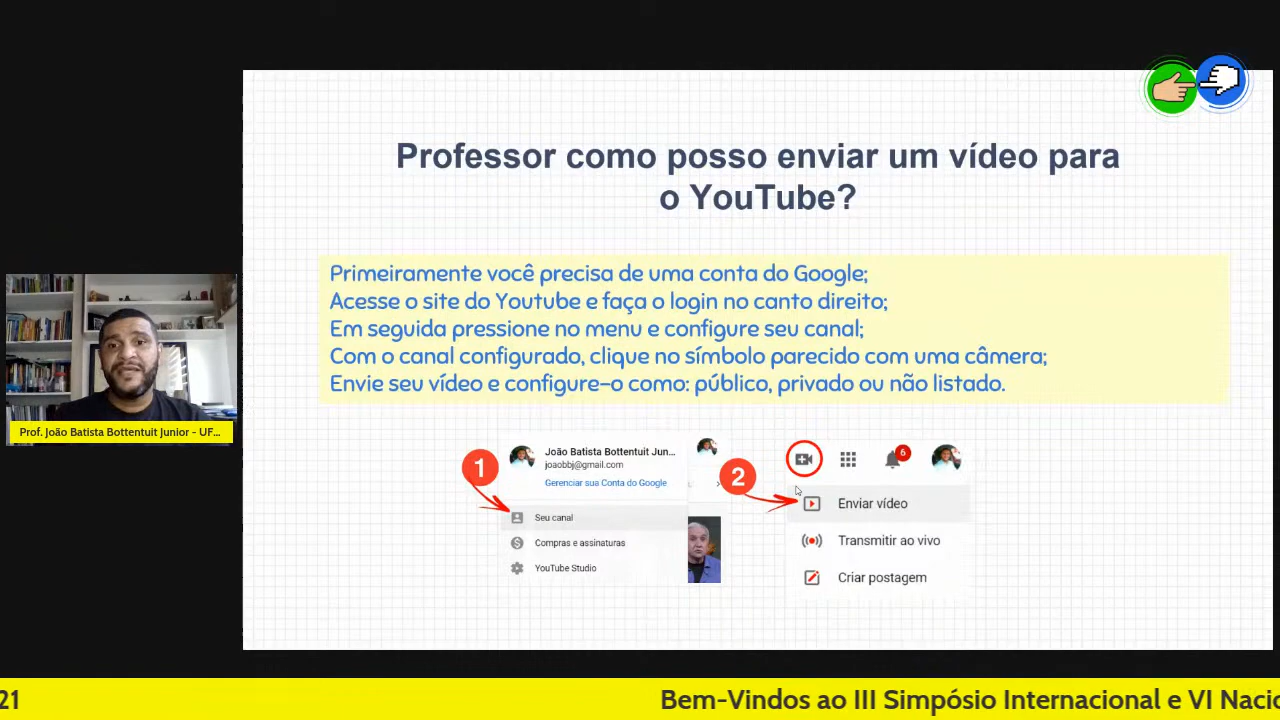 Professor como posso enviar um vídeo para
o YouTube?
Primeiramente você precisa de uma conta do Google;
Acesse o site do Youtube e faça o login no canto direito;
Em seguida pressione no menu e configure seu canal;
Com o canal configurado, clique no símbolo parecido com uma câmera;
Envie seu vídeo e configure-o como: público, privado ou não listado.
Prof. João Batista Bottentuit Junior - UF...
1
João Batista Bottentuit Jun...
joaobbj@gmail.com
Gerenciar sua Conta do Google
Seu canal
Compras e assinaturas
YouTube Studio
2
6
Enviar vídeo
Transmitir ao vivo
Criar postagem
21
Bem-Vindos ao III Simpósio Internacional e VI Nacio